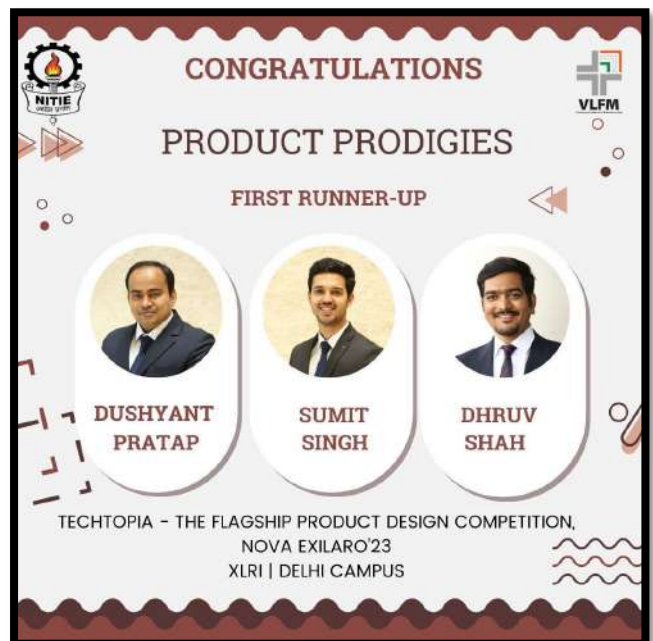 CONGRATULATIONS
NITIE
VLFM
PRODUCT PRODIGIES
FIRST RUNNER-UP
DUSHYANT
PRATAP
SUMIT
SINGH
DHRUV
SHAH
TECHTOPIA - THE FLAGSHIP PRODUCT DESIGN COMPETITION,
NOVA EXILARO'23
XLRI | DELHI CAMPUS